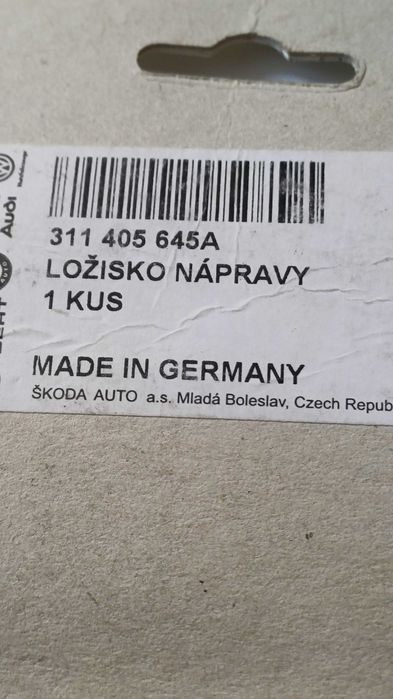 311 405 645A
LOŽISKO NÁPRAVY
1 KUS
MADE IN GERMANY
ŠKODA AUTO a.s. Mladá Boleslav, Czech Repub
Audi